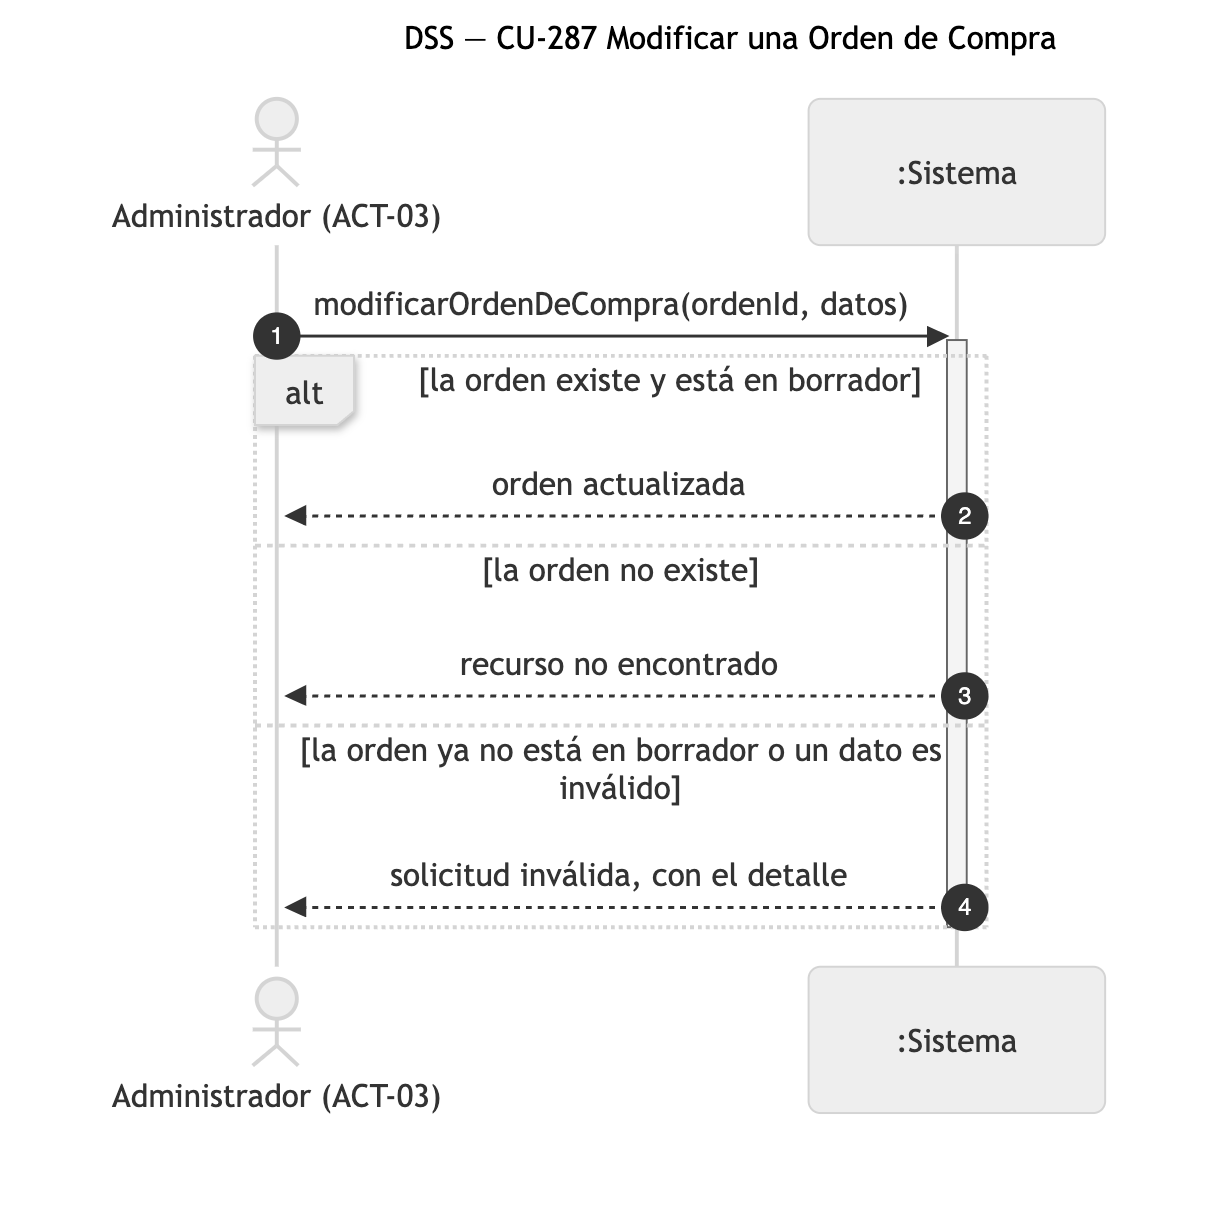 DSS — CU-287 Modificar una Orden de Compra
Administrador (ACT-03)
:Sistema
modificarOrdenDeCompra(ordenId, datos)
1
alt
[la orden existe y está en borrador]
orden actualizada
2
[la orden no existe]
recurso no encontrado
3
[la orden ya no está en borrador o un dato es
inválido]
solicitud inválida, con el detalle
4
Administrador (ACT-03)
:Sistema